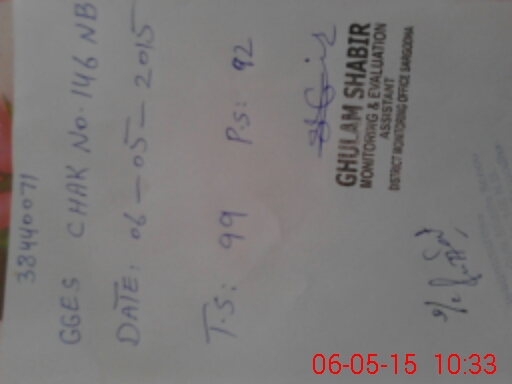 38440071
GGES CHAK No. 146 NB
DATE: 06-05-2015
T.S: 99 P.S: 92
GHULAM SHABIR
MONITORING & EVALUATION
ASSISTANT
DISTRICT MONITORING OFFICE SARGODHA
06-05-15 10:33